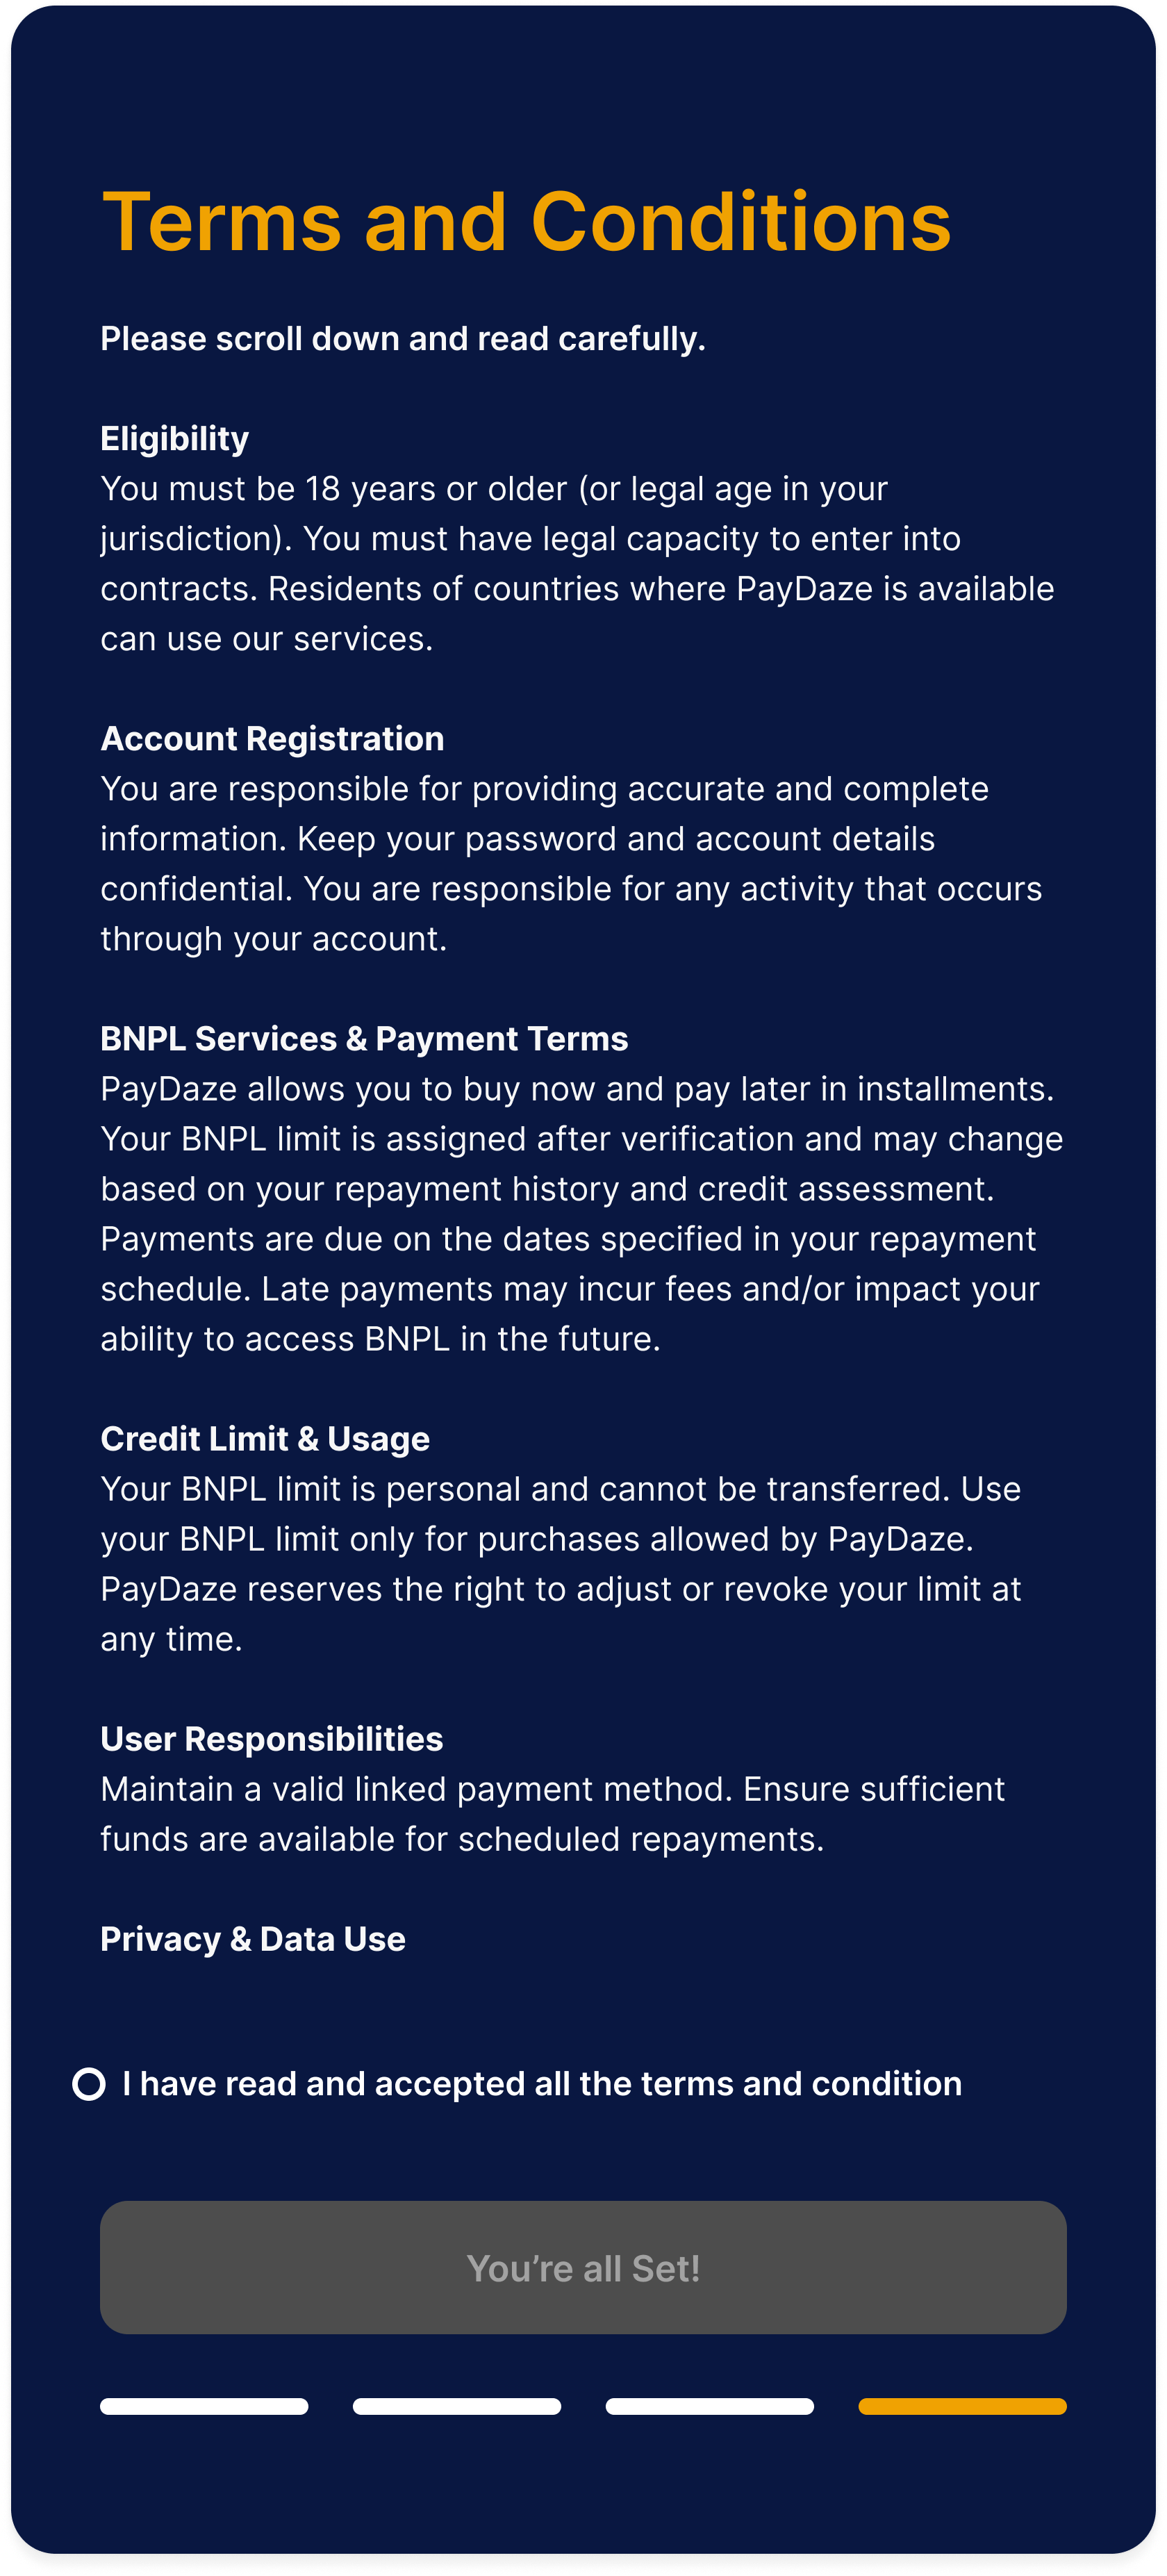 Terms and Conditions
Please scroll down and read carefully.
Eligibility
You must be 18 years or older (or legal age in your
jurisdiction). You must have legal capacity to enter into
contracts. Residents of countries where PayDaze is available
can use our services.
Account Registration
You are responsible for providing accurate and complete
information. Keep your password and account details
confidential. You are responsible for any activity that occurs
through your account.
BNPL Services & Payment Terms
PayDaze allows you to buy now and pay later in installments.
Your BNPL limit is assigned after verification and may change
based on your repayment history and credit assessment.
Payments are due on the dates specified in your repayment
schedule. Late payments may incur fees and/or impact your
ability to access BNPL in the future.
Credit Limit & Usage
Your BNPL limit is personal and cannot be transferred. Use
your BNPL limit only for purchases allowed by PayDaze.
PayDaze reserves the right to adjust or revoke your limit at
any time.
User Responsibilities
Maintain a valid linked payment method. Ensure sufficient
funds are available for scheduled repayments.
Privacy & Data Use
I have read and accepted all the terms and condition
You’re all Set!